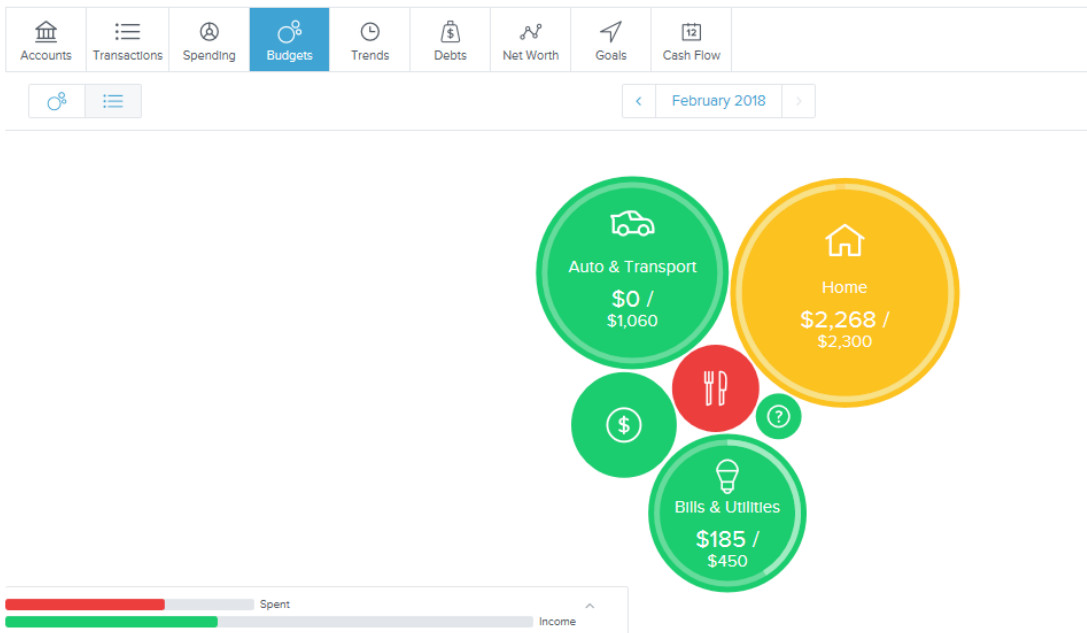 Accounts
Transactions
Spending
Budgets
Trends
Debts
Net Worth
Goals
12
Cash Flow
February 2018
Auto & Transport
$0 /
$1,060
Home
$2,268 /
$2,300
$
?
Bills & Utilities
$185 /
$450
Spent
Income